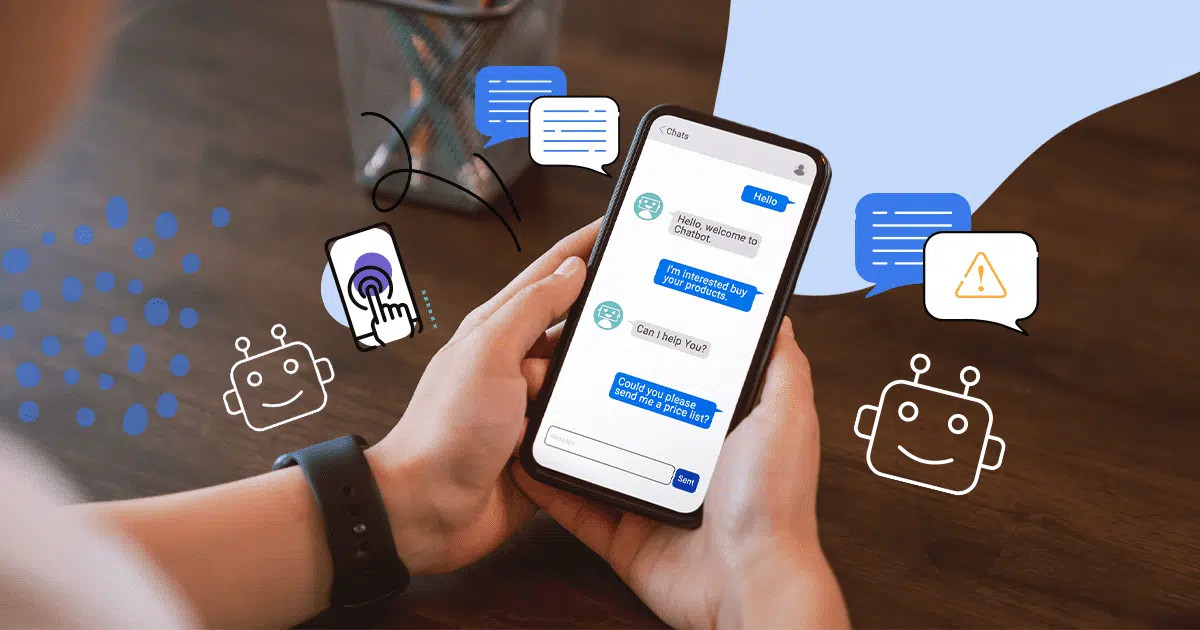 Chats
Hello
Hello, welcome to
Chatbot.
I'm interested buy
your products.
Can I help You?
Could you please
send me a price list?
Message
Sent